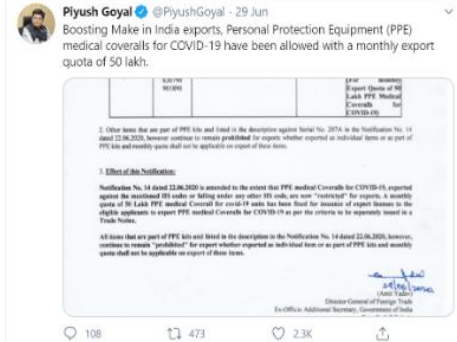 Piyush Goyal @PiyushGoyal · 29 Jun
Boosting Make in India exports, Personal Protection Equipment (PPE)
medical coveralls for COVID-19 have been allowed with a monthly export
quota of 50 lakh.
Export Quota of 50
Lakh PPE Medical
Coveralls for
COVID-19)
2. Other items that are part of PPE kits and listed in the description against Serial No. 207A in the Notification No. 14
dated 22.06.2020, however continue to remain prohibited for exports whether exported as individual items or as part of
PPE kits and monthly quota shall not be applicable on export of these items.
3. Effect of this Notification:
Notification No. 14 dated 22.06.2020 is amended to the extent that PPE medical Coveralls for COVID-19, exported
against the mentioned HS codes or falling under any other HS code, are now "restricted" for exports. A monthly
quota of 50 Lakh PPE Medical Coverall for covid-19 units has been fixed for issuance of export licenses to the
eligible applicants to export PPE medical Coveralls for COVID-19 as per the criteria to be separately issued in a
Trade Notice.
All items that are part of PPE kits and listed in the description in the Notification No. 14 dated 22.06.2020, however,
continue to remain "prohibited" for export whether exported as individual item or as part of PPE kits and monthly
quota shall not be applicable on export of these items.
(Amit Yadav)
Director General of Foreign Trade
Ex-Officio Additional Secretary, Government of India
108 473 2.3K